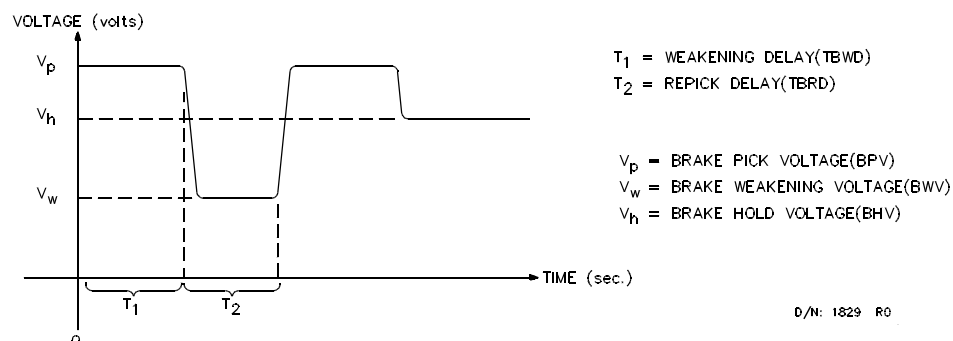 VOLTAGE (volts)
Vp
Vh
Vw
T1
T2
TIME (sec.)
0
T1 = WEAKENING DELAY(TBWD)
T2 = REPICK DELAY(TBRD)
Vp = BRAKE PICK VOLTAGE(BPV)
Vw = BRAKE WEAKENING VOLTAGE(BWV)
Vh = BRAKE HOLD VOLTAGE(BHV)
D/N: 1829 R0